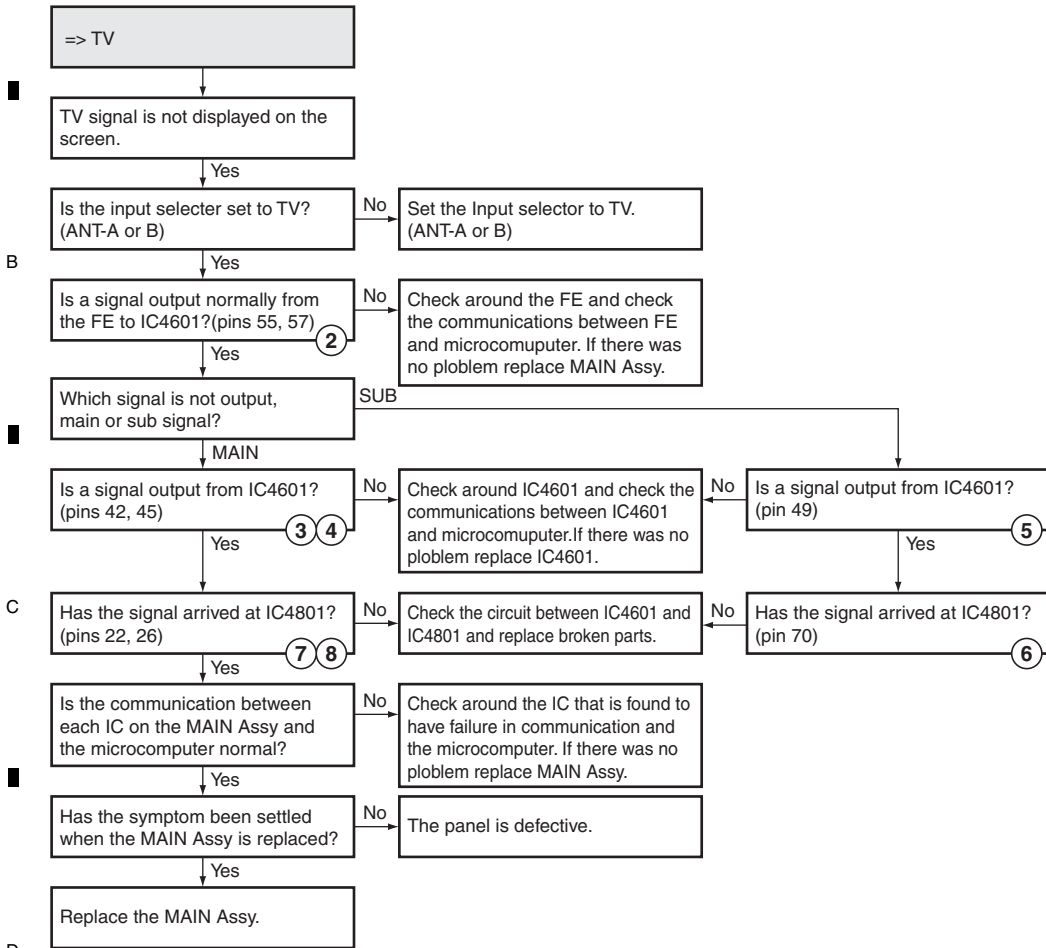 => TV
TV signal is not displayed on the
screen.
Yes
Is the input selecter set to TV?
(ANT-A or B)
No
Set the Input selector to TV.
(ANT-A or B)
B
Yes
Is a signal output normally from
the FE to IC4601?(pins 55, 57)
2
No
Check around the FE and check
the communications between FE
and microcomuputer. If there was
no ploblem replace MAIN Assy.
Yes
Which signal is not output,
main or sub signal?
SUB
MAIN
Is a signal output from IC4601?
(pins 42, 45)
3 4
No
Check around IC4601 and check the
communications between IC4601
and microcomuputer.If there was no
ploblem replace IC4601.
No
Is a signal output from IC4601?
(pin 49)
5
Yes
Yes
C
Has the signal arrived at IC4801?
(pins 22, 26)
7 8
No
Check the circuit between IC4601 and
IC4801 and replace broken parts.
No
Has the signal arrived at IC4801?
(pin 70)
6
Yes
Is the communication between
each IC on the MAIN Assy and
the microcomputer normal?
No
Check around the IC that is found to
have failure in communication and
the microcomputer. If there was no
ploblem replace MAIN Assy.
Yes
Has the symptom been settled
when the MAIN Assy is replaced?
No
The panel is defective.
Yes
Replace the MAIN Assy.